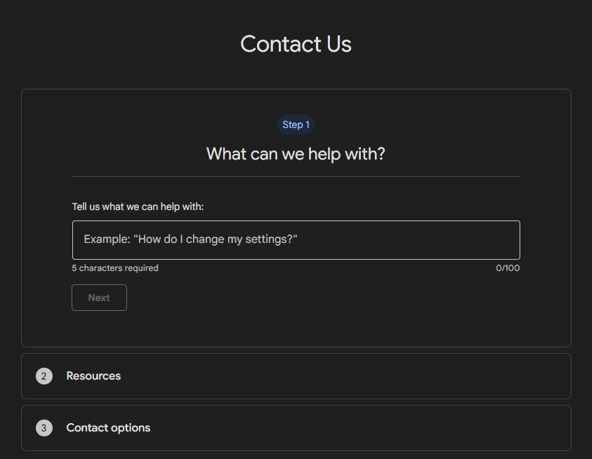 Contact Us
Step 1
What can we help with?
Tell us what we can help with:
Example: "How do I change my settings?"
5 characters required
0/100
Next
2
Resources
3
Contact options